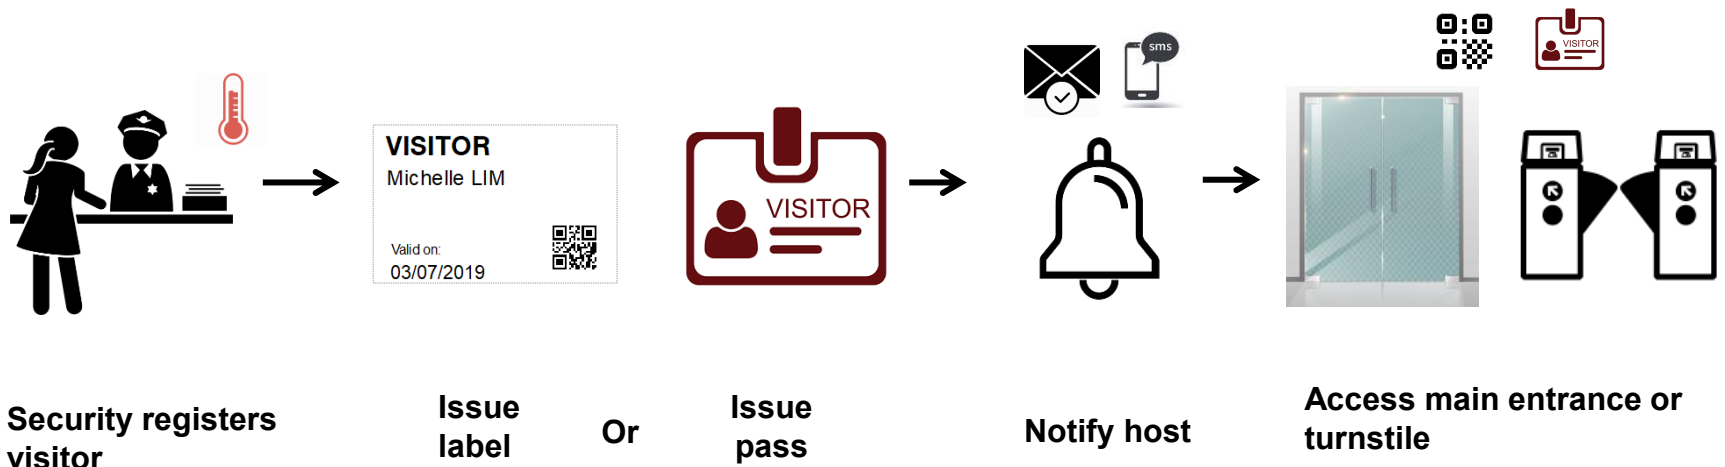 sms
VISITOR
VISITOR
Michelle LIM
Valid on:
03/07/2019
VISITOR
Security registers
visitor
Issue
label
Or
Issue
pass
Notify host
Access main entrance or
turnstile